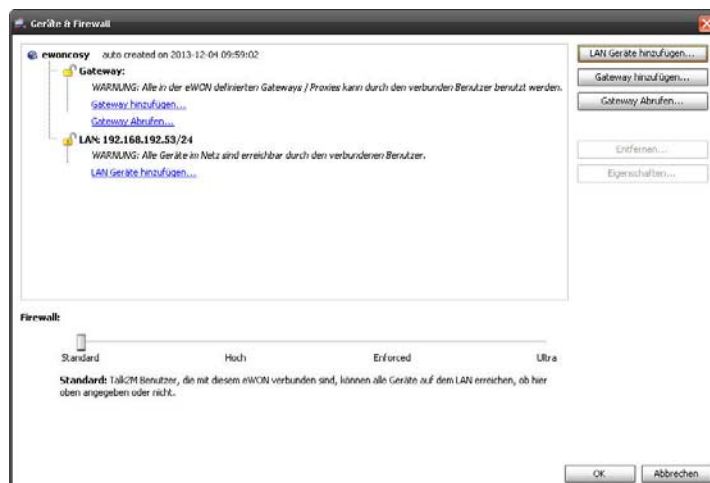 Geräte & Firewall
ewoncosy auto created on 2013-12-04 09:59:02
Gateway:
WARNUNG: Alle in der eWON definierten Gateways / Proxies kann durch den verbunden Benutzer benutzt werden.
Gateway hinzufügen...
Gateway Abrufen...
LAN: 192.168.192.53/24
WARNUNG: Alle Geräte im Netz sind erreichbar durch den verbundenen Benutzer.
LAN Geräte hinzufügen...
LAN Geräte hinzufügen...
Gateway hinzufügen...
Gateway Abrufen...
Entfernen...
Eigenschaften...
Firewall:
Standard Hoch Enforced Ultra
Standard: Talk2M Benutzer, die mit diesem eWON verbunden sind, können alle Geräte auf dem LAN erreichen, ob hier
oben angegeben oder nicht.
OK Abbrechen